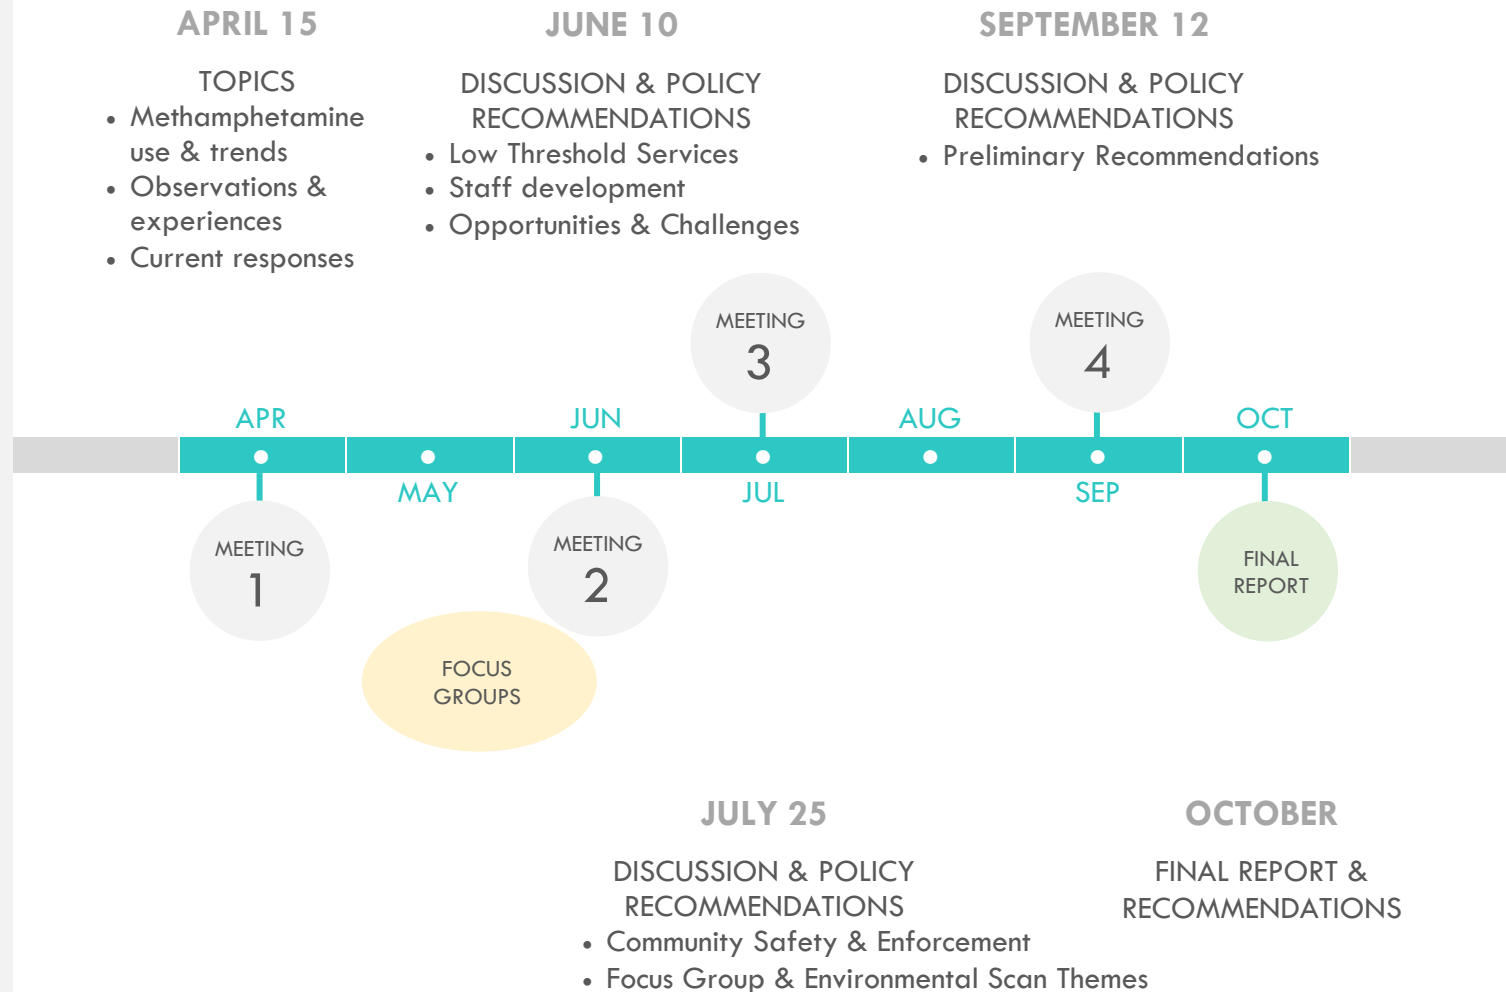 APRIL 15
TOPICS
• Methamphetamine
use & trends
• Observations &
experiences
• Current responses
JUNE 10
DISCUSSION & POLICY
RECOMMENDATIONS
• Low Threshold Services
• Staff development
• Opportunities & Challenges
SEPTEMBER 12
DISCUSSION & POLICY
RECOMMENDATIONS
• Preliminary Recommendations
MEETING
3
MEETING
4
APR
JUN
AUG
OCT
MAY
JUL
SEP
MEETING
1
MEETING
2
FINAL
REPORT
FOCUS
GROUPS
JULY 25
DISCUSSION & POLICY
RECOMMENDATIONS
• Community Safety & Enforcement
• Focus Group & Environmental Scan Themes
OCTOBER
FINAL REPORT &
RECOMMENDATIONS